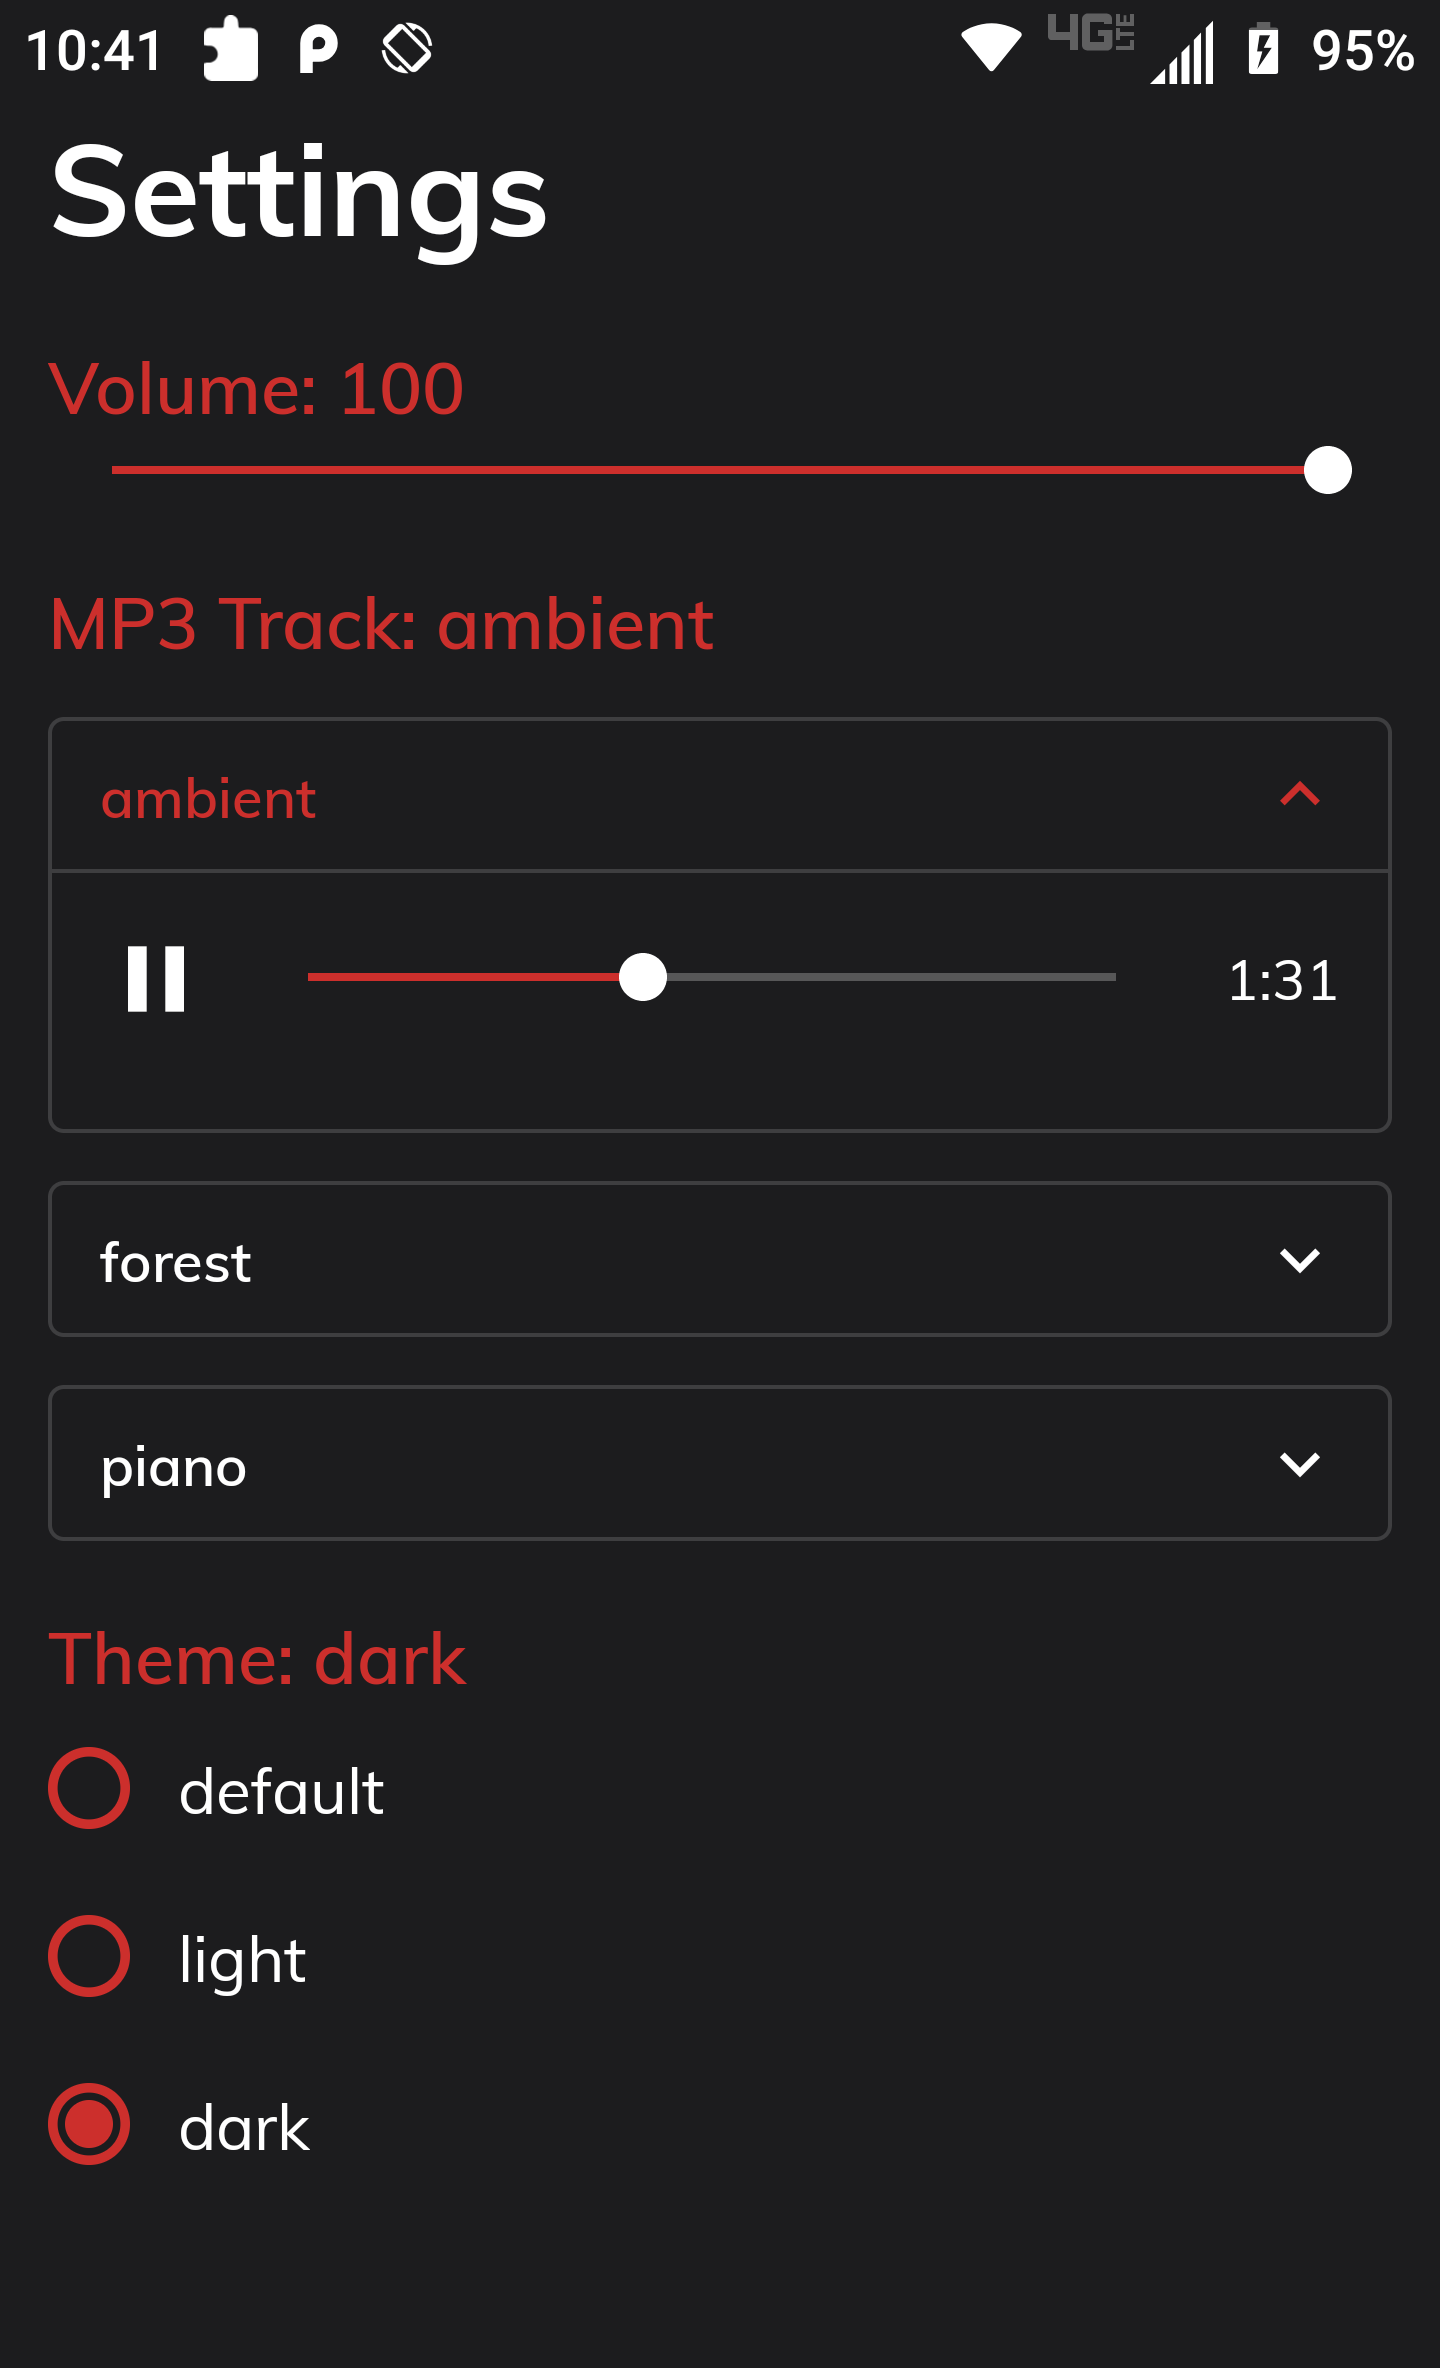 10:41 4G LTE 95%
Settings
Volume: 100
MP3 Track: ambient
ambient
1:31
forest
piano
Theme: dark
default
light
dark